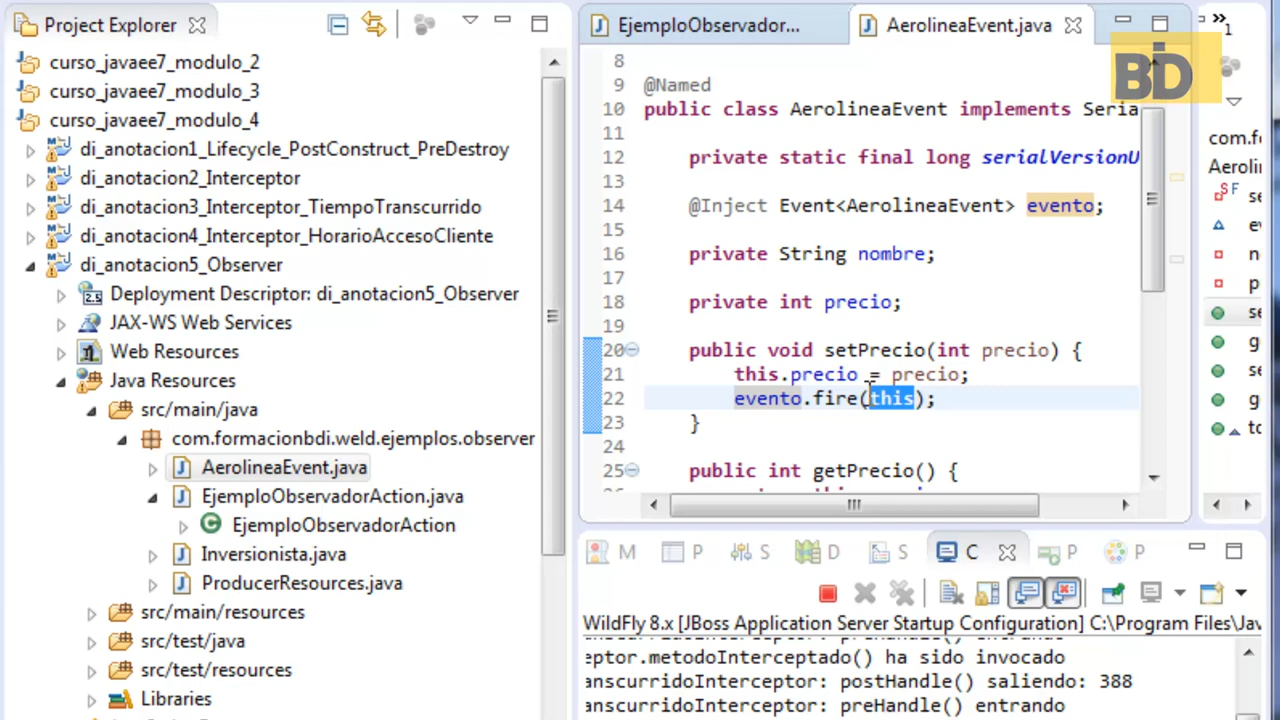 Project Explorer
curso_javaee7_modulo_2
curso_javaee7_modulo_3
curso_javaee7_modulo_4
di_anotacion1_Lifecycle_PostConstruct_PreDestroy
di_anotacion2_Interceptor
di_anotacion3_Interceptor_TiempoTranscurrido
di_anotacion4_Interceptor_HorarioAccesoCliente
di_anotacion5_Observer
Deployment Descriptor: di_anotacion5_Observer
JAX-WS Web Services
Web Resources
Java Resources
src/main/java
com.formacionbdi.weld.ejemplos.observer
AerolineaEvent.java
EjemploObservadorAction.java
EjemploObservadorAction
Inversionista.java
ProducerResources.java
src/main/resources
src/test/java
src/test/resources
Libraries
EjemploObservador... AerolineaEvent.java
BD
8
9 @Named
10 public class AerolineaEvent implements Seria
11
12 private static final long serialVersionU
13
14 @Inject Event<AerolineaEvent> evento;
15
16 private String nombre;
17
18 private int precio;
19
20 public void setPrecio(int precio) {
21 this.precio = precio;
22 evento.fire(this);
23 }
24
25 public int getPrecio() {
»1
com.f
Aeroli
se
ev
n
p
se
g
se
g
to
M P S D S C P P
WildFly 8.x [JBoss Application Server Startup Configuration] C:\Program Files\Jav
eptor.metodoInterceptado() ha sido invocado
anscurridoInterceptor: postHandle() saliendo: 388
anscurridoInterceptor: preHandle() entrando